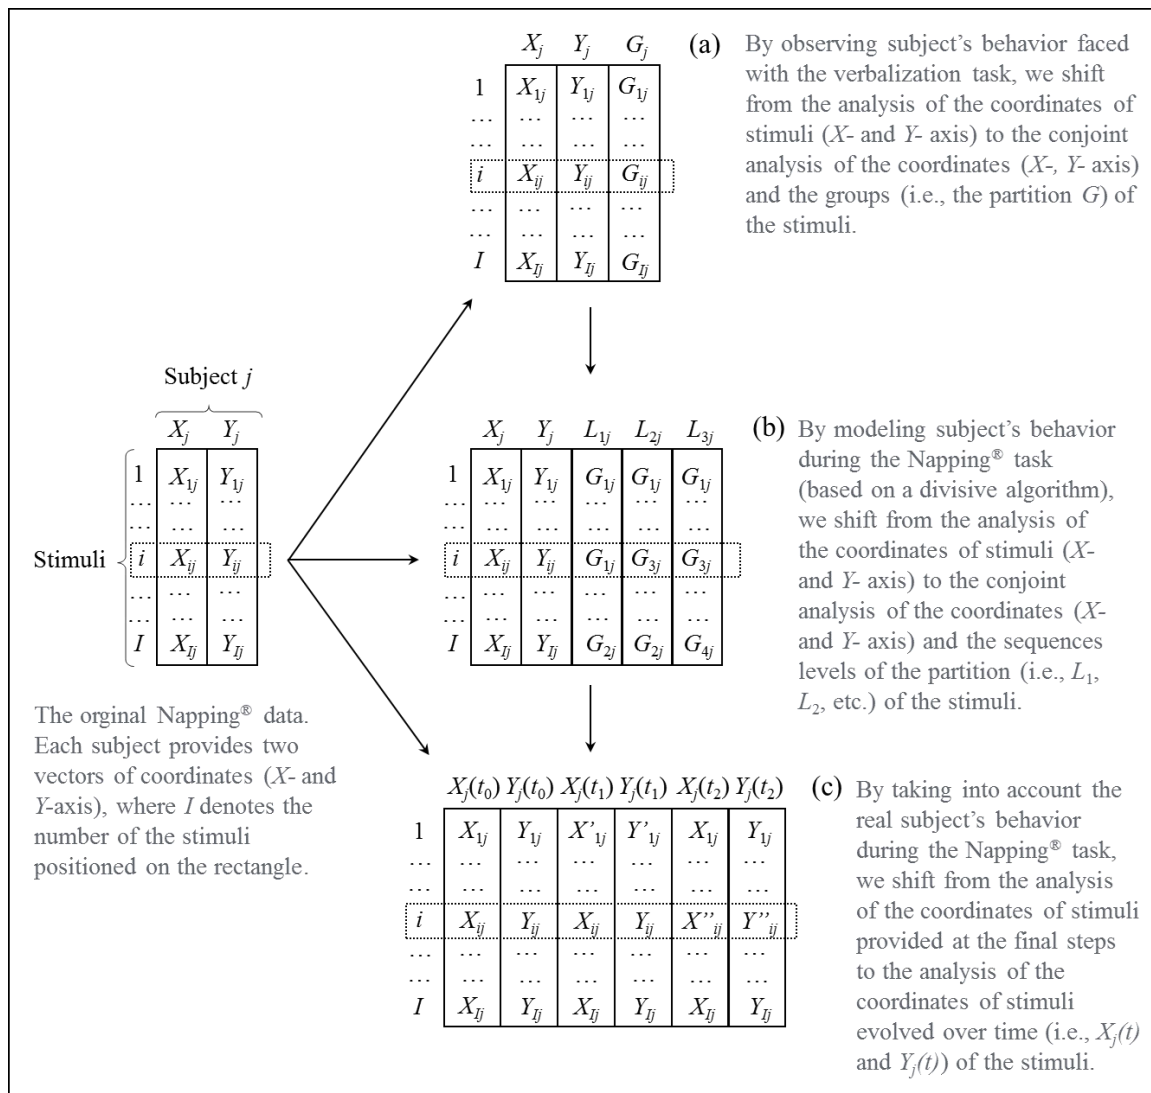 X_j Y_j G_j
1 X_1j Y_1j G_1j
... ... ... ...
... ... ... ...
i X_ij Y_ij G_ij
... ... ... ...
... ... ... ...
I X_Ij Y_Ij G_Ij
(a) By observing subject's behavior faced
with the verbalization task, we shift
from the analysis of the coordinates of
stimuli (X- and Y- axis) to the conjoint
analysis of the coordinates (X-, Y- axis)
and the groups (i.e., the partition G) of
the stimuli.
Subject j
X_j Y_j
1 X_1j Y_1j
... ... ...
... ... ...
Stimuli i X_ij Y_ij
... ... ...
... ... ...
I X_Ij Y_Ij
The orginal Napping® data.
Each subject provides two
vectors of coordinates (X- and
Y-axis), where I denotes the
number of the stimuli
positioned on the rectangle.
X_j Y_j L_1j L_2j L_3j
1 X_1j Y_1j G_1j G_1j G_1j
... ... ... ... ... ...
... ... ... ... ... ...
i X_ij Y_ij G_1j G_3j G_3j
... ... ... ... ... ...
... ... ... ... ... ...
I X_Ij Y_Ij G_2j G_2j G_4j
(b) By modeling subject's behavior
during the Napping® task
(based on a divisive algorithm),
we shift from the analysis of
the coordinates of stimuli (X-
and Y- axis) to the conjoint
analysis of the coordinates (X-
and Y- axis) and the sequences
levels of the partition (i.e., L_1,
L_2, etc.) of the stimuli.
X_j(t_0) Y_j(t_0) X_j(t_1) Y_j(t_1) X_j(t_2) Y_j(t_2)
1 X_1j Y_1j X'_1j Y'_1j X_1j Y_1j
... ... ... ... ... ... ...
... ... ... ... ... ... ...
i X_ij Y_ij X_ij Y_ij X''_ij Y''_ij
... ... ... ... ... ... ...
... ... ... ... ... ... ...
I X_Ij Y_Ij X_Ij Y_Ij X_Ij Y_Ij
(c) By taking into account the
real subject's behavior
during the Napping® task,
we shift from the analysis
of the coordinates of stimuli
provided at the final steps
to the analysis of the
coordinates of stimuli
evolved over time (i.e., X_j(t)
and Y_j(t)) of the stimuli.